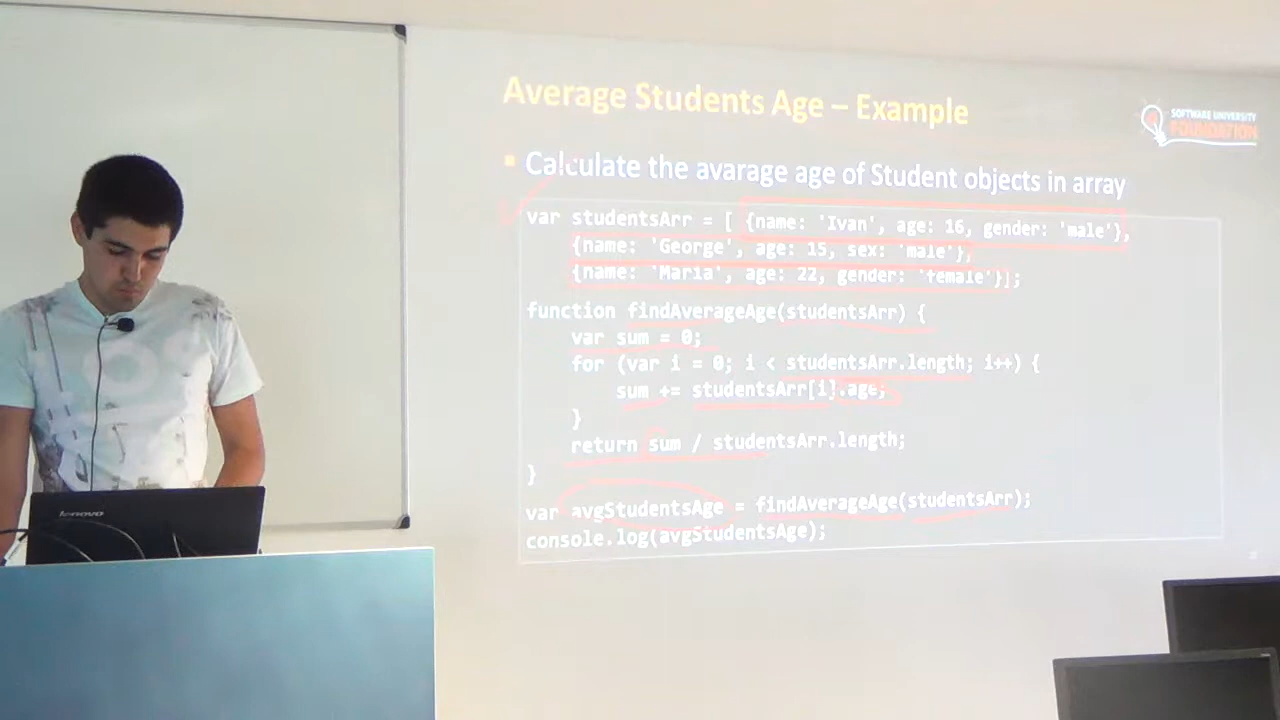 Average Students Age – Example
SOFTWARE UNIVERSITY
FOUNDATION
Calculate the avarage age of Student objects in array
var studentsArr = [ {name: 'Ivan', age: 16, gender: 'male'},
{name: 'George', age: 15, sex: 'male'},
{name: 'Maria', age: 22, gender: 'female'}];
function findAverageAge(studentsArr) {
var sum = 0;
for (var i = 0; i < studentsArr.length; i++) {
sum += studentsArr[i].age;
}
return sum / studentsArr.length;
}
var avgStudentsAge = findAverageAge(studentsArr);
console.log(avgStudentsAge);
lenovo